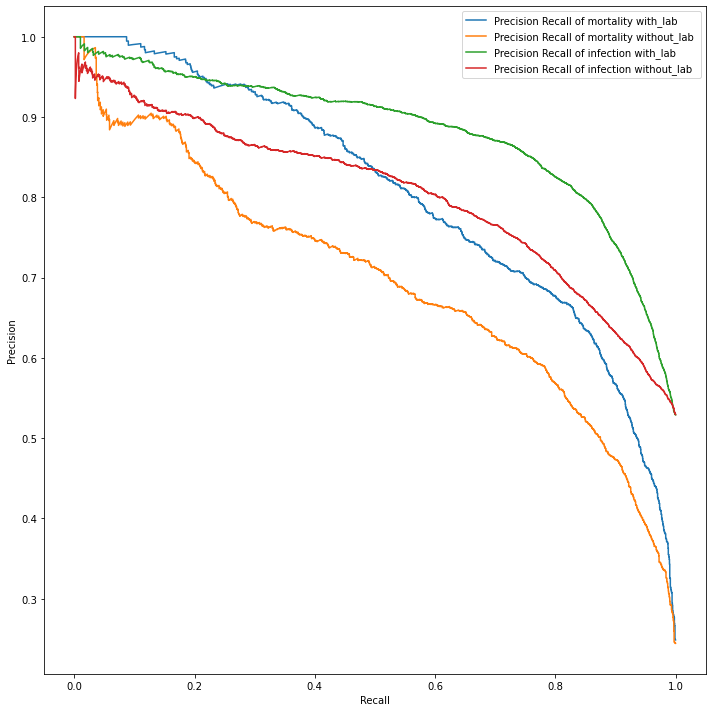 Precision Recall of mortality with_lab
Precision Recall of mortality without_lab
Precision Recall of infection with_lab
Precision Recall of infection without_lab
1.0
0.9
0.8
0.7
0.6
0.5
0.4
0.3
Precision
0.0 0.2 0.4 0.6 0.8 1.0
Recall